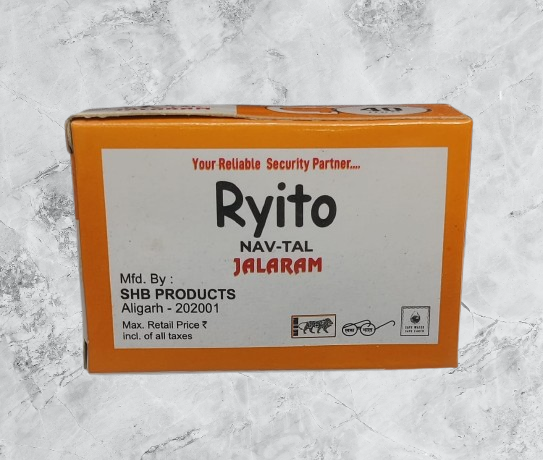 40
Your Reliable Security Partner....
Ryito
NAV-TAL
JALARAM
Mfd. By :
SHB PRODUCTS
Aligarh - 202001
Max. Retail Price ₹
incl. of all taxes